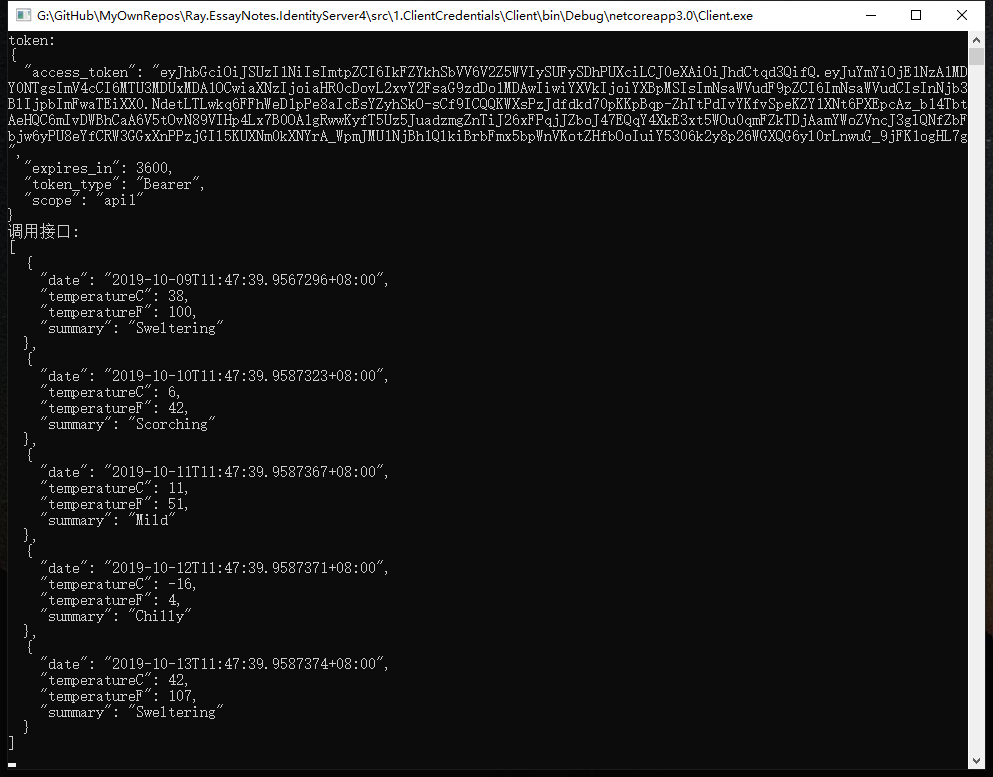 G:\GitHub\MyOwnRepos\Ray.EssayNotes.IdentityServer4\src\1.ClientCredentials\Client\bin\Debug\netcoreapp3.0\Client.exe
token:
{
"access_token":
",
"expires_in": 3600,
"token_type": "Bearer",
"scope": "api1"
}
调用接口:
[
{
"date": "2019-10-09T11:47:39.9567296+08:00",
"temperatureC": 38,
"temperatureF": 100,
"summary": "Sweltering"
},
{
"date": "2019-10-10T11:47:39.9587323+08:00",
"temperatureC": 6,
"temperatureF": 42,
"summary": "Scorching"
},
{
"date": "2019-10-11T11:47:39.9587367+08:00",
"temperatureC": 11,
"temperatureF": 51,
"summary": "Mild"
},
{
"date": "2019-10-12T11:47:39.9587371+08:00",
"temperatureC": -16,
"temperatureF": 4,
"summary": "Chilly"
},
{
"date": "2019-10-13T11:47:39.9587374+08:00",
"temperatureC": 42,
"temperatureF": 107,
"summary": "Sweltering"
}
]